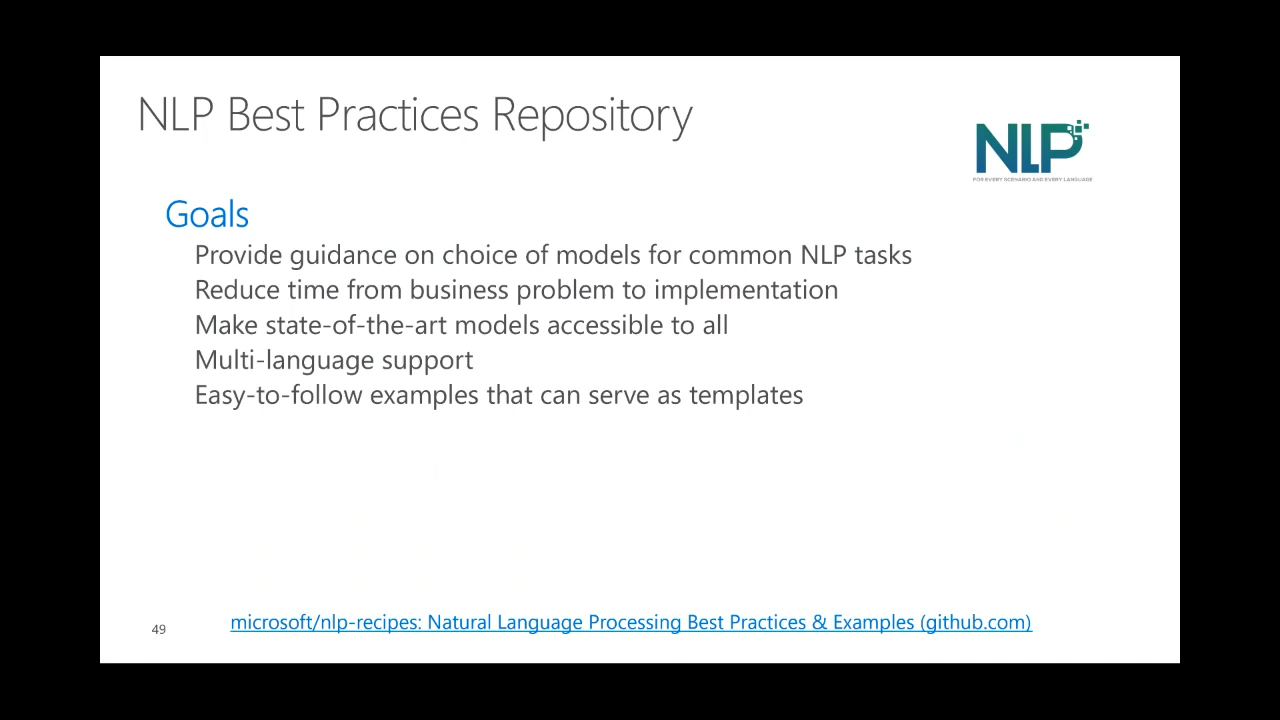 NLP Best Practices Repository
NLP
FOR EVERY SCENARIO AND EVERY LANGUAGE
Goals
Provide guidance on choice of models for common NLP tasks
Reduce time from business problem to implementation
Make state-of-the-art models accessible to all
Multi-language support
Easy-to-follow examples that can serve as templates
49
microsoft/nlp-recipes: Natural Language Processing Best Practices & Examples (github.com)